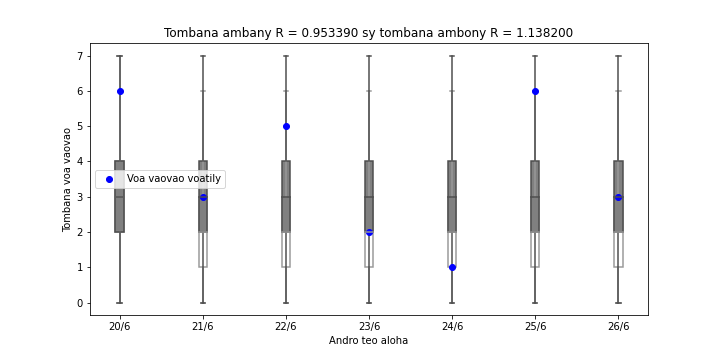 Tombana ambany R = 0.953390 sy tombana ambony R = 1.138200
7
6
5
4
3
2
1
0
Tombana voa vaovao
Voa vaovao voatily
20/6 21/6 22/6 23/6 24/6 25/6 26/6
Andro teo aloha